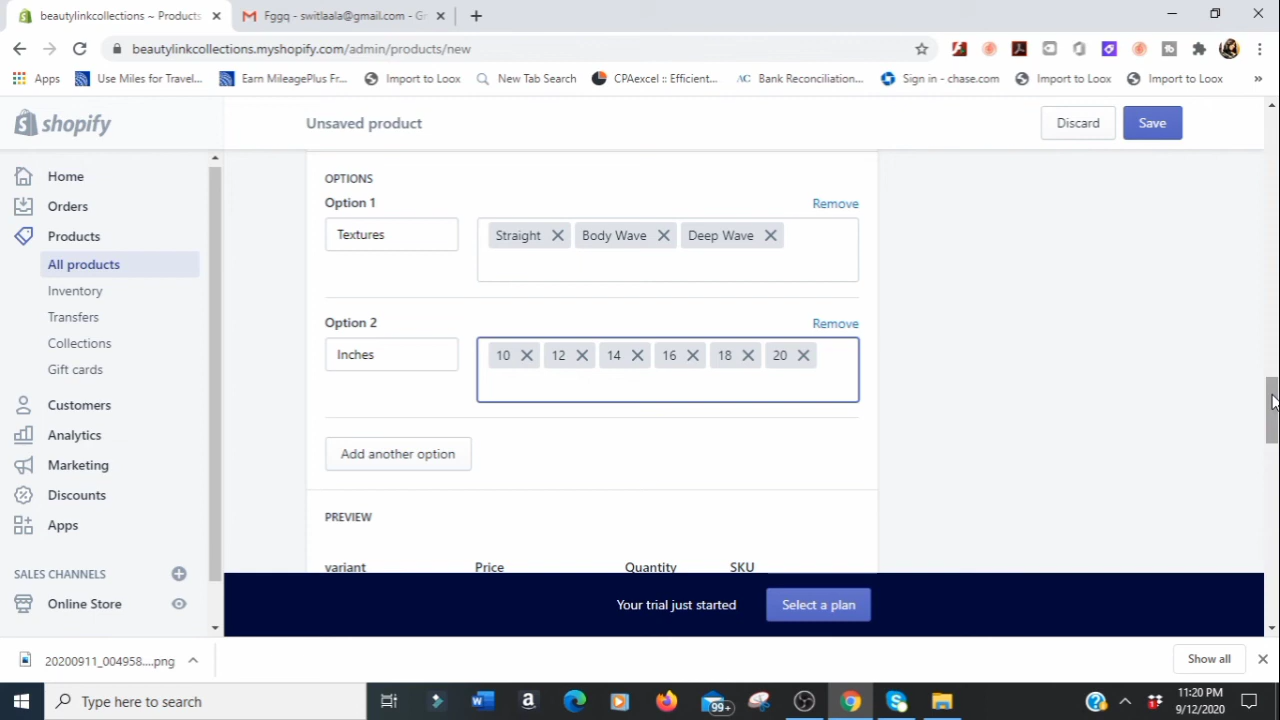 beautylinkcollections ~ Products
Fggq - switlaala@gmail.com - Gr
beautylinkcollections.myshopify.com/admin/products/new
Apps
Use Miles for Travel...
Earn MileagePlus Fr...
Import to Loox
New Tab Search
CPAexcel :: Efficient...
AC Bank Reconciliation...
Sign in - chase.com
Import to Loox
Import to Loox
»
shopify
Unsaved product
Discard
Save
Home
Orders
Products
All products
Inventory
Transfers
Collections
Gift cards
Customers
Analytics
Marketing
Discounts
Apps
SALES CHANNELS
Online Store
OPTIONS
Option 1
Remove
Textures
Straight
Body Wave
Deep Wave
Option 2
Remove
Inches
10
12
14
16
18
20
Add another option
PREVIEW
variant
Price
Quantity
SKU
Your trial just started
Select a plan
20200911_004958....png
Show all
Type here to search
99+
11:20 PM
9/12/2020